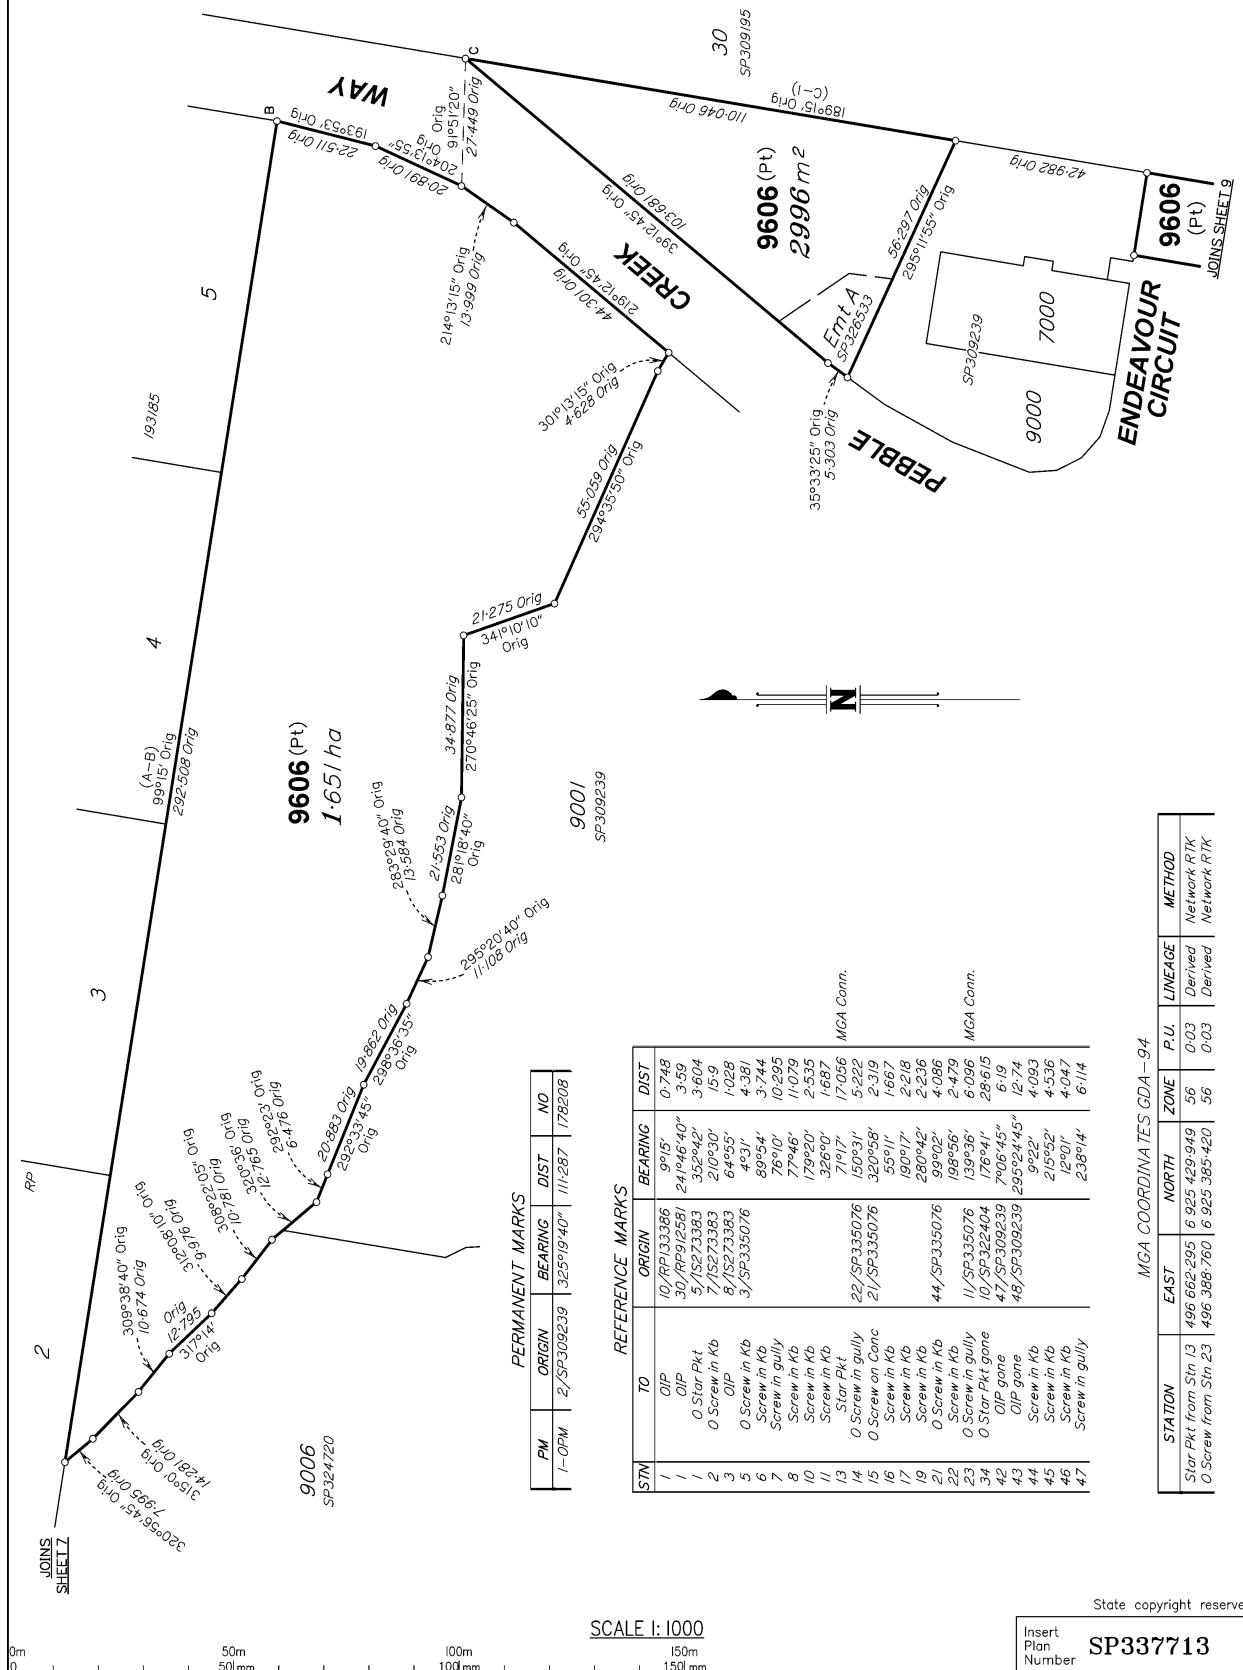 JOINS
SHEET 7
2
RP
3
4
193185
5
B
C
WAY
30
SP309195
(A-B)
99°15' Orig
292·508 Orig
193°53' Orig
22·511 Orig
204°13'55"
Orig
20·891 Orig
91°51'20"
Orig
27·449 Orig
189°15' Orig
(C-1)
110·046 Orig
214°13'15" Orig
13·999 Orig
219°12'45" Orig
44·301 Orig
CREEK
103·681 Orig
39°12'45" Orig
9606 (Pt)
2996 m²
56·297 Orig
295°11'55" Orig
42·982 Orig
9606
(Pt)
JOINS SHEET 9
Emt A
SP326533
35°33'25" Orig
5·303 Orig
PEBBLE
SP309239
7000
9000
ENDEAVOUR
CIRCUIT
301°13'15" Orig
4·628 Orig
55·059 Orig
294°35'50" Orig
21·275 Orig
341°10'10"
Orig
34·877 Orig
270°46'25" Orig
9606 (Pt)
1·651 ha
9001
SP309239
21·553 Orig
281°18'40"
Orig
283°29'40" Orig
13·584 Orig
295°20'40" Orig
11·108 Orig
19·862 Orig
298°36'35"
Orig
20·883 Orig
292°33'45"
Orig
292°23' Orig
6·476 Orig
320°36' Orig
12·765 Orig
308°22'05" Orig
10·781 Orig
312°08'10" Orig
9·976 Orig
Orig
12·795
317°14'
Orig
309°38'40" Orig
10·674 Orig
315°0' Orig
14·281 Orig
320°56'45" Orig
7·995 Orig
9006
SP324720
N
PERMANENT MARKS
PM ORIGIN BEARING DIST NO
1-OPM 2/SP309239 325°19'40" 111·287 178208
REFERENCE MARKS
STN TO ORIGIN BEARING DIST
1 OIP 10/RP133386 9°15' 0·748
1 OIP 30/RP912581 241°46'40" 3·59
1 O Star Pkt 5/IS273383 352°42' 3·604
2 O Screw in Kb 7/IS273383 210°30' 15·9
3 OIP 8/IS273383 64°55' 1·028
5 O Screw in Kb 3/SP335076 4°31' 4·381
6 Screw in Kb 89°54' 3·744
7 Screw in gully 76°10' 10·295
8 Screw in Kb 77°46' 11·079
10 Screw in Kb 179°20' 2·535
11 Screw in Kb 326°0' 1·687
13 Star Pkt 71°17' 17·056 MGA Conn.
14 O Screw in gully 22/SP335076 150°31' 5·222
15 O Screw on Conc 21/SP335076 320°58' 2·319
16 Screw in Kb 55°11' 1·667
17 Screw in Kb 190°17' 2·218
19 Screw in Kb 280°42' 2·236
21 O Screw in Kb 44/SP335076 99°02' 4·086
22 Screw in Kb 198°56' 2·479
23 O Screw in gully 11/SP335076 139°36' 6·096 MGA Conn.
34 O Star Pkt gone 10/SP322404 176°41' 28·615
42 OIP gone 47/SP309239 7°06'45" 6·19
43 OIP gone 48/SP309239 299°24'45" 12·74
44 Screw in Kb 9°22' 4·093
45 Screw in Kb 215°52' 4·536
46 Screw in Kb 12°01' 4·047
47 Screw in gully 238°14' 6·114
MGA COORDINATES GDA-94
STATION EAST NORTH ZONE P.U. LINEAGE METHOD
Star Pkt from Stn 13 496 662·295 6 925 429·949 56 0·03 Derived Network RTK
O Screw from Stn 23 496 388·760 6 925 385·420 56 0·03 Derived Network RTK
State copyright reserve
SCALE 1: 1000
0m 50m 100m 150m
50mm 100mm 150mm
Insert
Plan
Number
SP337713